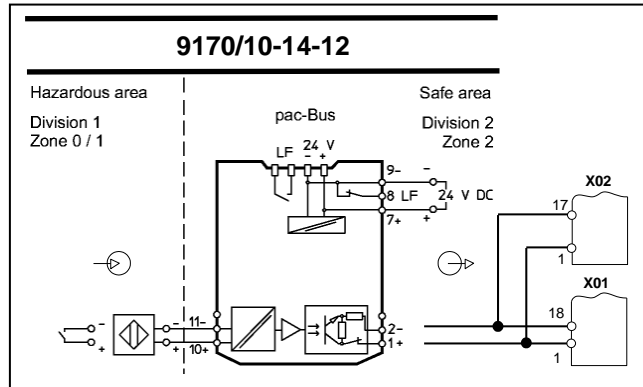 9170/10-14-12
Hazardous area
Safe area
Division 1
Zone 0 / 1
pac-Bus
Division 2
Zone 2
LF 24 V
- +
9- -
8 LF 24 V DC
7+ +
X02
17
1
X01
18
1
- - 11- 2-
+ + 10+ 1+